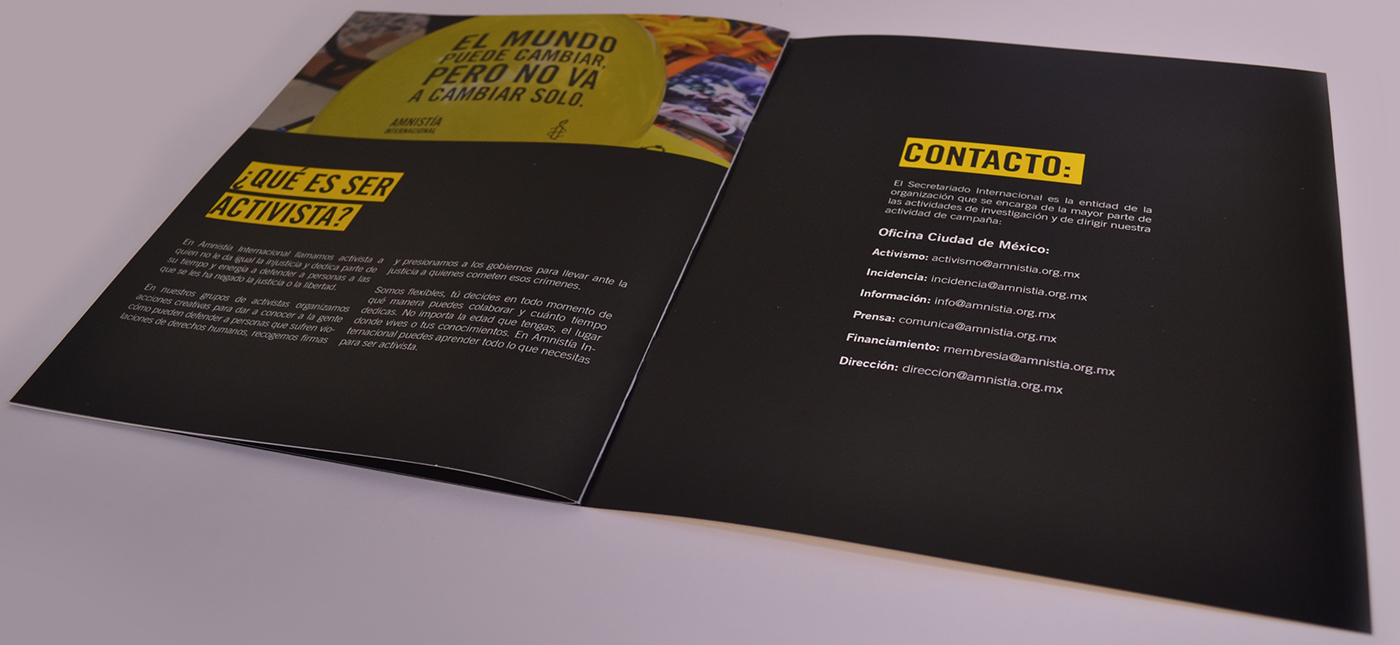 EL MUNDO
PUEDE CAMBIAR,
PERO NO VA
A CAMBIAR SOLO.
AMNISTÍA
INTERNACIONAL
¿QUÉ ES SER
ACTIVISTA?
En Amnistía Internacional llamamos activista a
quien no le da igual la injusticia y dedica parte de
su tiempo y energía a defender a personas a las
que se les ha negado la justicia o la libertad.
En nuestros grupos de activistas organizamos
acciones creativas para dar a conocer a la gente
cómo pueden defender a personas que sufren vio-
laciones de derechos humanos, recogemos firmas
y presionamos a los gobiernos para llevar ante la
justicia a quienes cometen esos crímenes.
Somos flexibles, tú decides en todo momento de
qué manera puedes colaborar y cuánto tiempo
dedicas. No importa la edad que tengas, el lugar
donde vives o tus conocimientos. En Amnistía In-
ternacional puedes aprender todo lo que necesitas
para ser activista.
CONTACTO:
El Secretariado Internacional es la entidad de la
organización que se encarga de la mayor parte de
las actividades de investigación y de dirigir nuestra
actividad de campaña:
Oficina Ciudad de México:
Activismo: activismo@amnistia.org.mx
Incidencia: incidencia@amnistia.org.mx
Información: info@amnistia.org.mx
Prensa: comunica@amnistia.org.mx
Financiamiento: membresia@amnistia.org.mx
Dirección: direccion@amnistia.org.mx